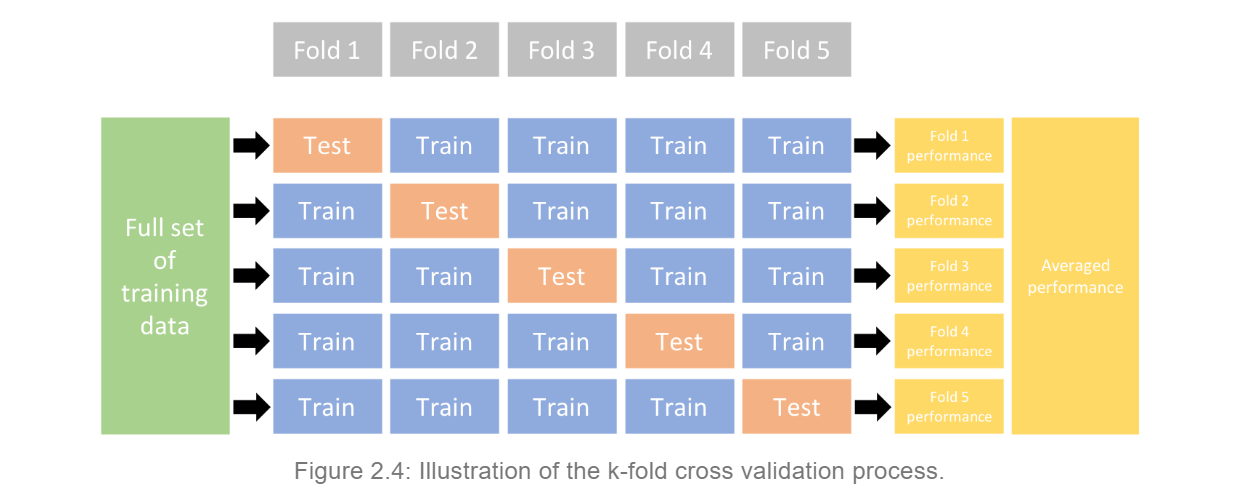 Fold 1 Fold 2 Fold 3 Fold 4 Fold 5
Full set
of
training
data
Test Train Train Train Train
Fold 1
performance
Train Test Train Train Train
Fold 2
performance
Train Train Test Train Train
Fold 3
performance
Train Train Train Test Train
Fold 4
performance
Train Train Train Train Test
Fold 5
performance
Averaged
performance
Figure 2.4: Illustration of the k-fold cross validation process.